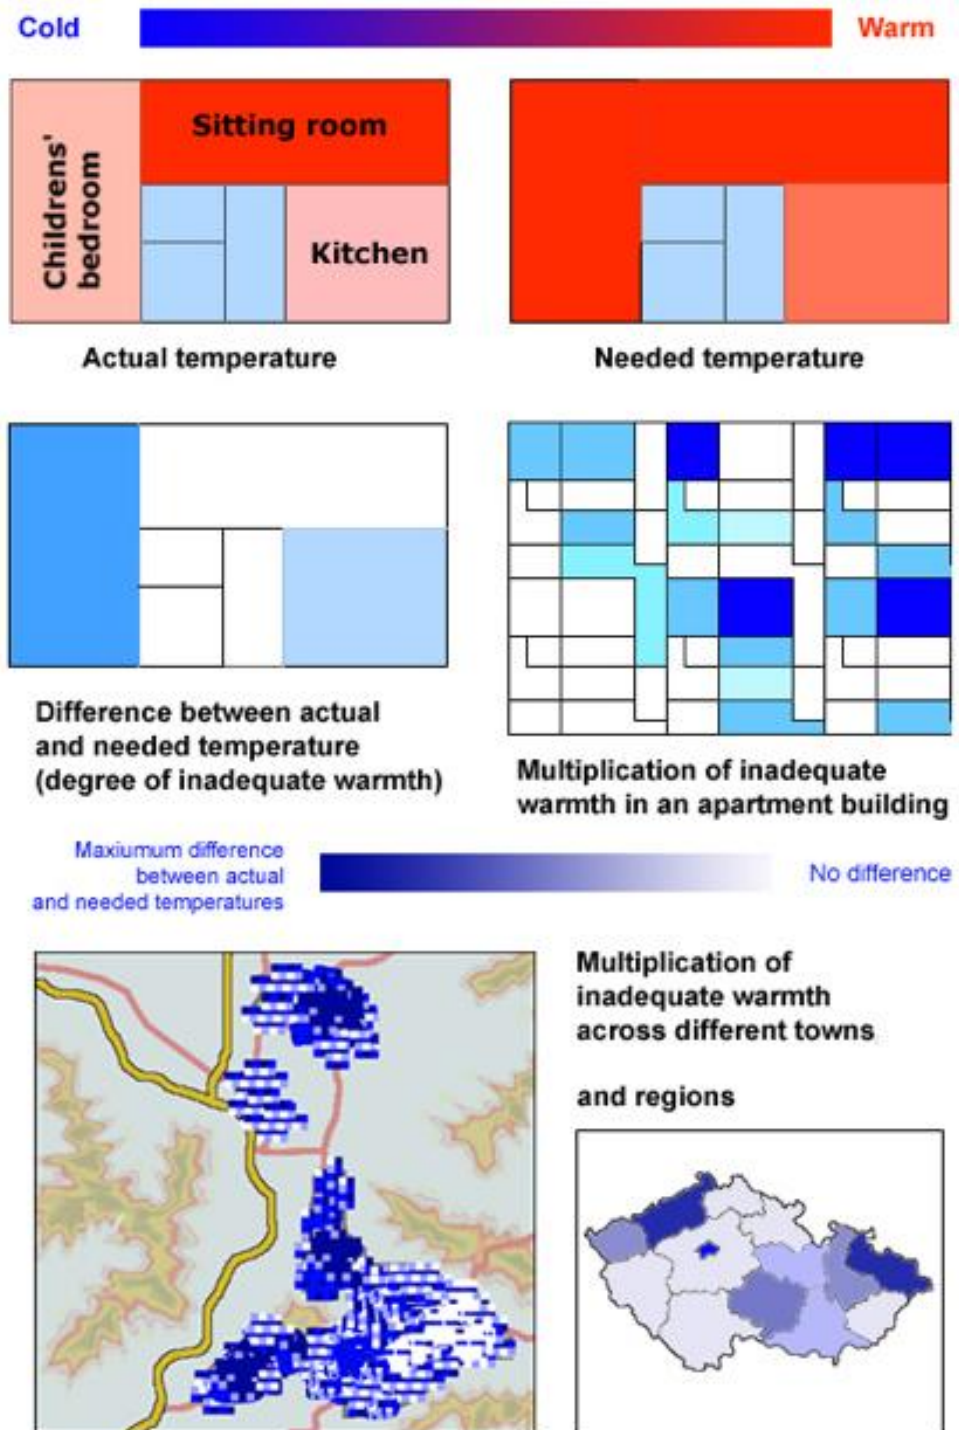 Cold
Warm
Sitting room
Childrens'
bedroom
Kitchen
Actual temperature
Needed temperature
Difference between actual
and needed temperature
(degree of inadequate warmth)
Multiplication of inadequate
warmth in an apartment building
Maxiumum difference
between actual
and needed temperatures
No difference
Multiplication of
inadequate warmth
across different towns
and regions